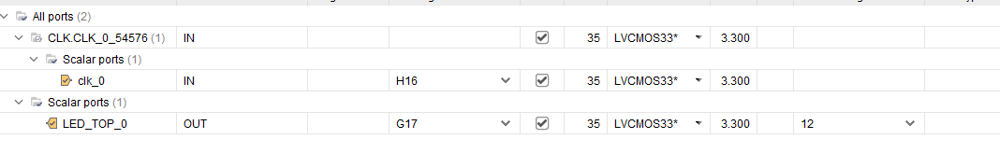 All ports (2)
CLK.CLK_0_54576 (1) IN 35 LVCMOS33* 3.300
Scalar ports (1)
clk_0 IN H16 35 LVCMOS33* 3.300
Scalar ports (1)
LED_TOP_0 OUT G17 35 LVCMOS33* 3.300 12